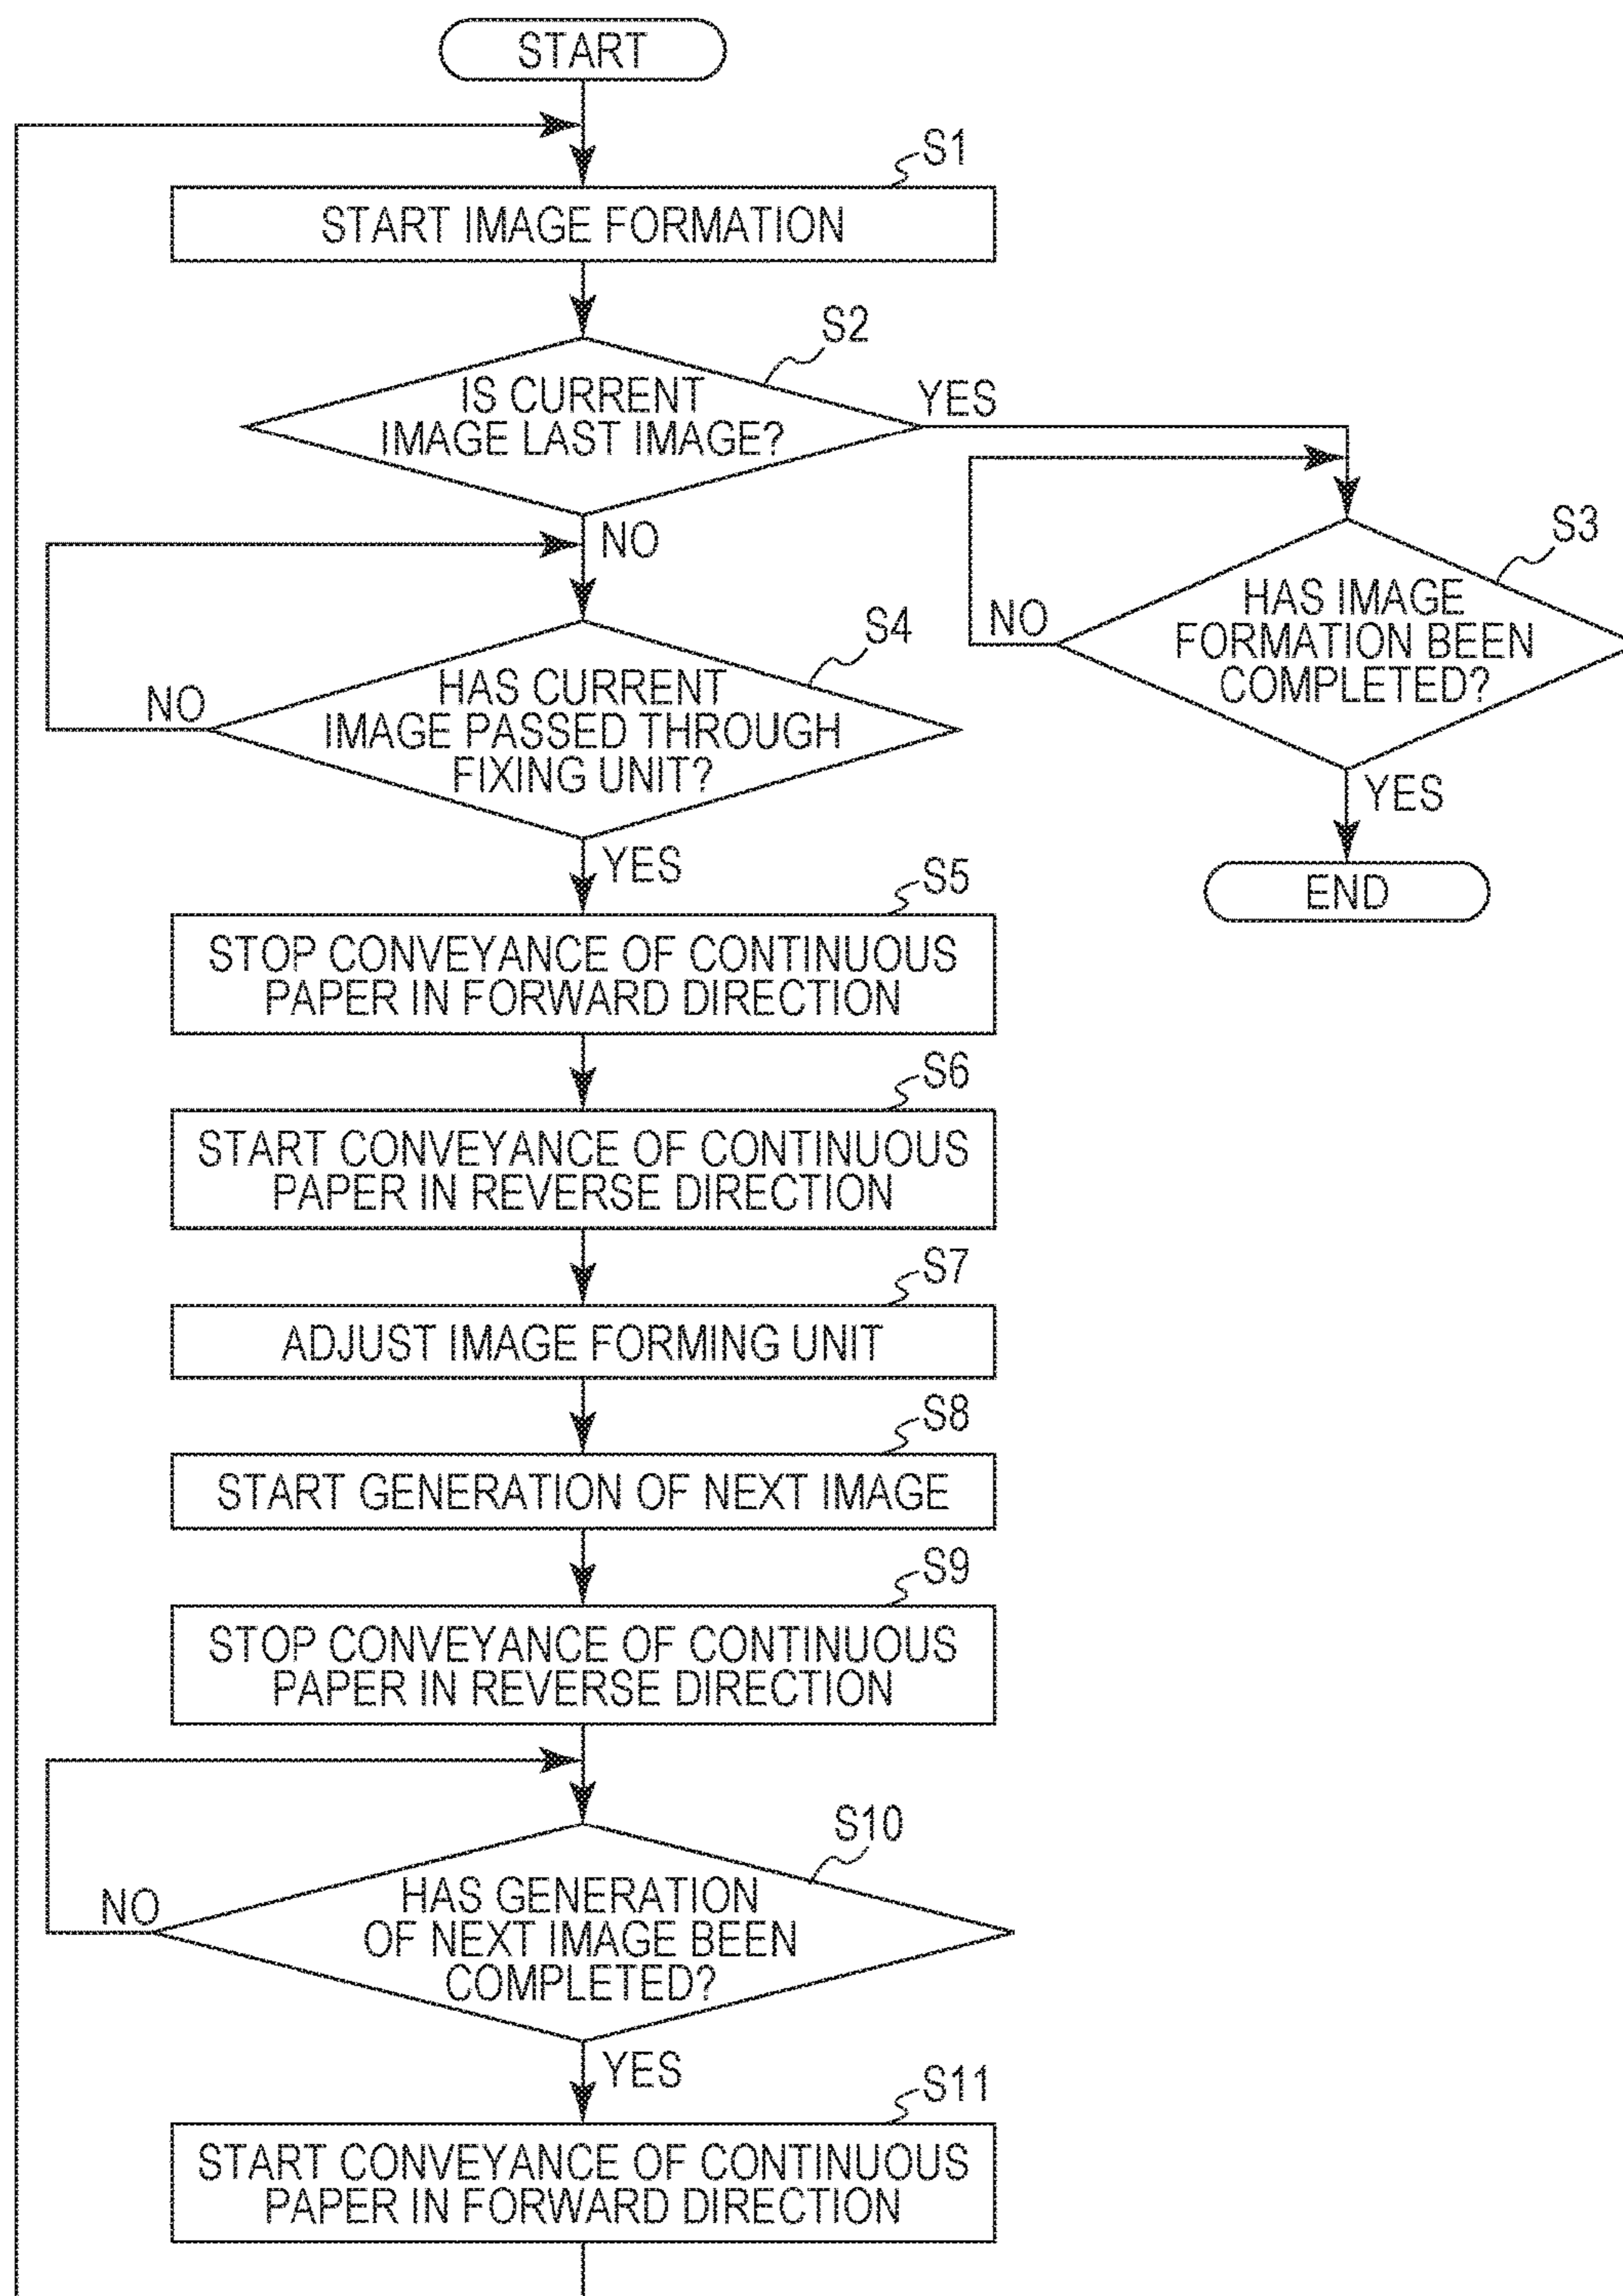 START
S1
START IMAGE FORMATION
S2
IS CURRENT
IMAGE LAST IMAGE?
YES
NO
S3
HAS IMAGE
FORMATION BEEN
COMPLETED?
NO
YES
END
S4
HAS CURRENT
IMAGE PASSED THROUGH
FIXING UNIT?
NO
YES
S5
STOP CONVEYANCE OF CONTINUOUS
PAPER IN FORWARD DIRECTION
S6
START CONVEYANCE OF CONTINUOUS
PAPER IN REVERSE DIRECTION
S7
ADJUST IMAGE FORMING UNIT
S8
START GENERATION OF NEXT IMAGE
S9
STOP CONVEYANCE OF CONTINUOUS
PAPER IN REVERSE DIRECTION
S10
HAS GENERATION
OF NEXT IMAGE BEEN
COMPLETED?
NO
YES
S11
START CONVEYANCE OF CONTINUOUS
PAPER IN FORWARD DIRECTION